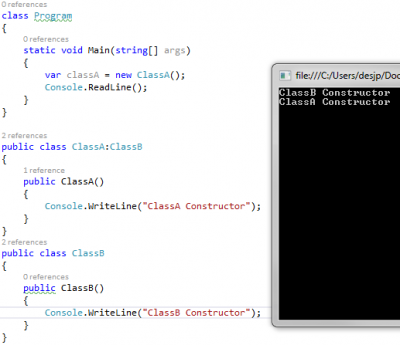 0 references
class Program
{
0 references
static void Main(string[] args)
{
var classA = new ClassA();
Console.ReadLine();
}
}
2 references
public class ClassA:ClassB
{
1 reference
public ClassA()
{
Console.WriteLine("ClassA Constructor");
}
}
2 references
public class ClassB
{
0 references
public ClassB()
{
Console.WriteLine("ClassB Constructor");
}
}
file:///C:/Users/desjp/Doc
ClassB Constructor
ClassA Constructor